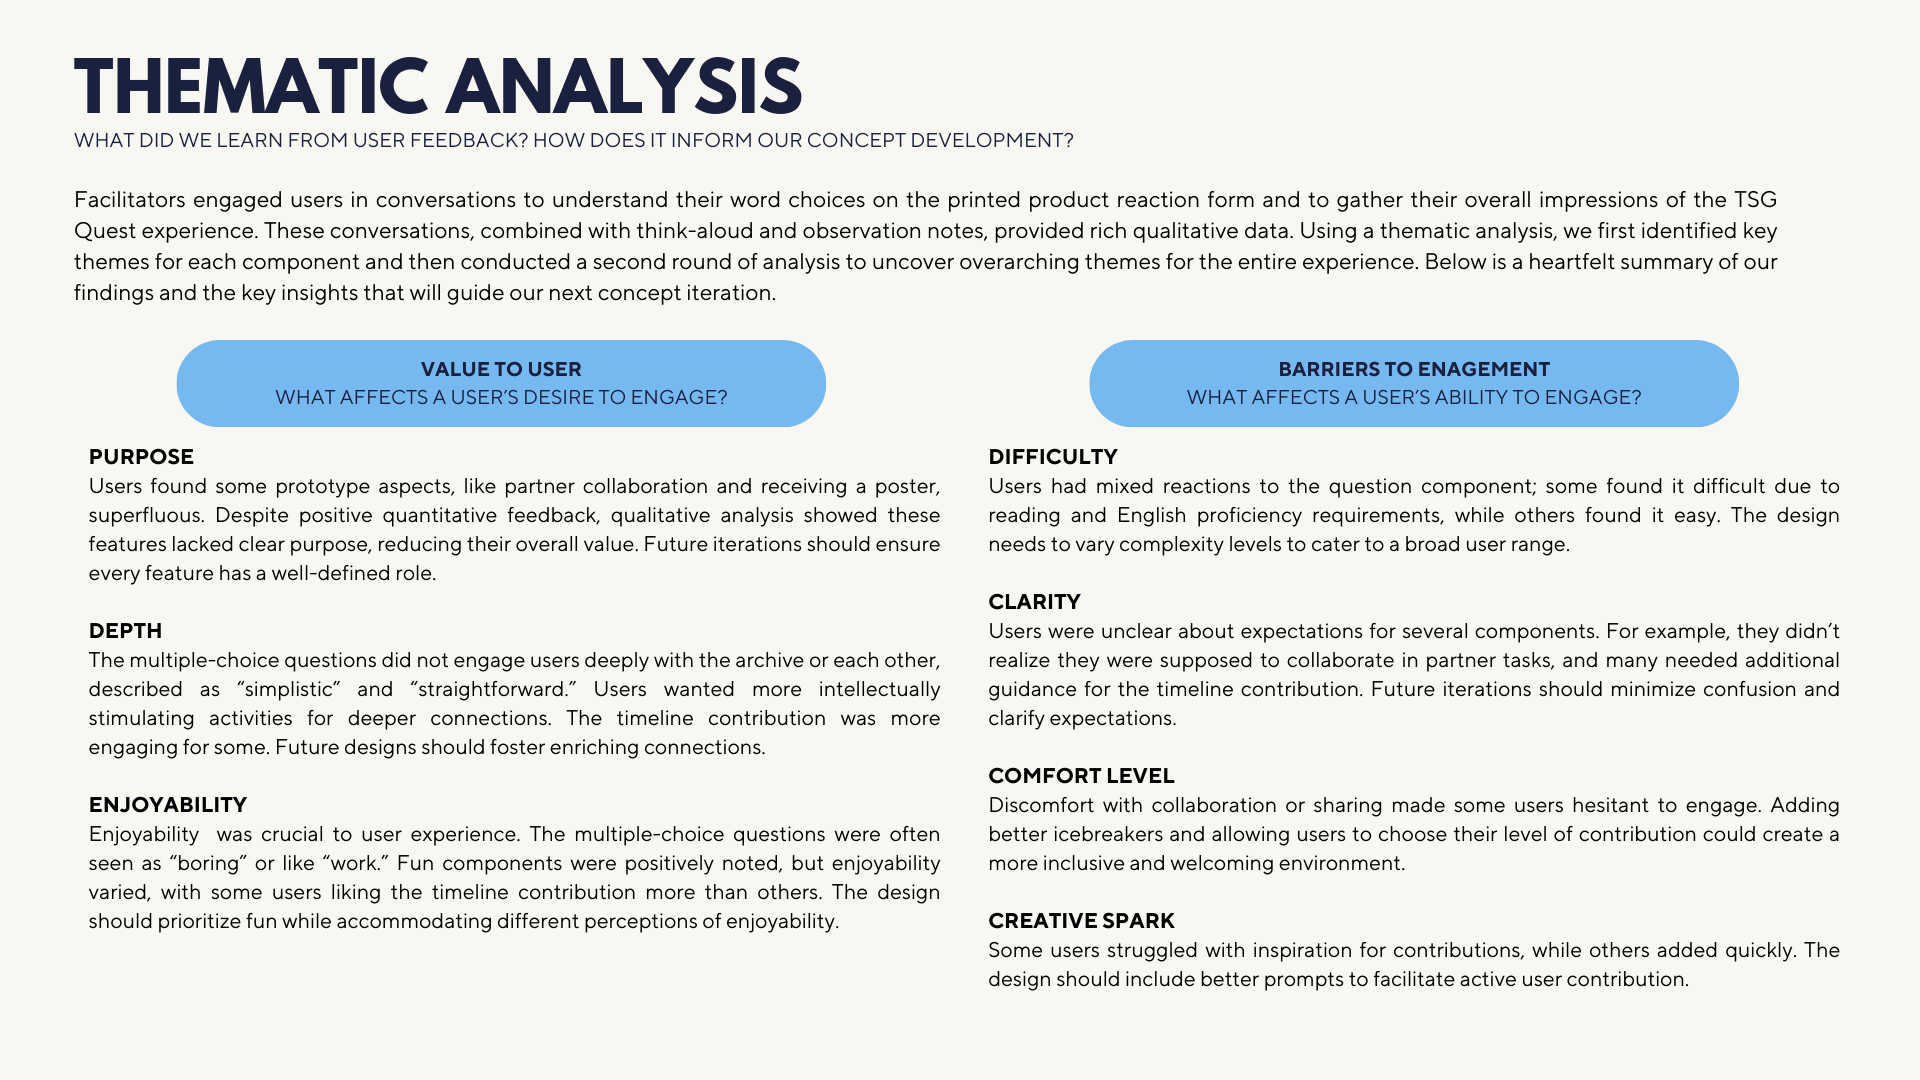 THEMATIC ANALYSIS
WHAT DID WE LEARN FROM USER FEEDBACK? HOW DOES IT INFORM OUR CONCEPT DEVELOPMENT?
Facilitators engaged users in conversations to understand their word choices on the printed product reaction form and to gather their overall impressions of the TSG
Quest experience. These conversations, combined with think-aloud and observation notes, provided rich qualitative data. Using a thematic analysis, we first identified key
themes for each component and then conducted a second round of analysis to uncover overarching themes for the entire experience. Below is a heartfelt summary of our
findings and the key insights that will guide our next concept iteration.
VALUE TO USER
WHAT AFFECTS A USER’S DESIRE TO ENGAGE?
PURPOSE
Users found some prototype aspects, like partner collaboration and receiving a poster,
superfluous. Despite positive quantitative feedback, qualitative analysis showed these
features lacked clear purpose, reducing their overall value. Future iterations should ensure
every feature has a well-defined role.
DEPTH
The multiple-choice questions did not engage users deeply with the archive or each other,
described as “simplistic” and “straightforward.” Users wanted more intellectually
stimulating activities for deeper connections. The timeline contribution was more
engaging for some. Future designs should foster enriching connections.
ENJOYABILITY
Enjoyability  was crucial to user experience. The multiple-choice questions were often
seen as “boring” or like “work.” Fun components were positively noted, but enjoyability
varied, with some users liking the timeline contribution more than others. The design
should prioritize fun while accommodating different perceptions of enjoyability.
BARRIERS TO ENAGEMENT
WHAT AFFECTS A USER’S ABILITY TO ENGAGE?
DIFFICULTY
Users had mixed reactions to the question component; some found it difficult due to
reading and English proficiency requirements, while others found it easy. The design
needs to vary complexity levels to cater to a broad user range.
CLARITY
Users were unclear about expectations for several components. For example, they didn’t
realize they were supposed to collaborate in partner tasks, and many needed additional
guidance for the timeline contribution. Future iterations should minimize confusion and
clarify expectations.
COMFORT LEVEL
Discomfort with collaboration or sharing made some users hesitant to engage. Adding
better icebreakers and allowing users to choose their level of contribution could create a
more inclusive and welcoming environment.
CREATIVE SPARK
Some users struggled with inspiration for contributions, while others added quickly. The
design should include better prompts to facilitate active user contribution.